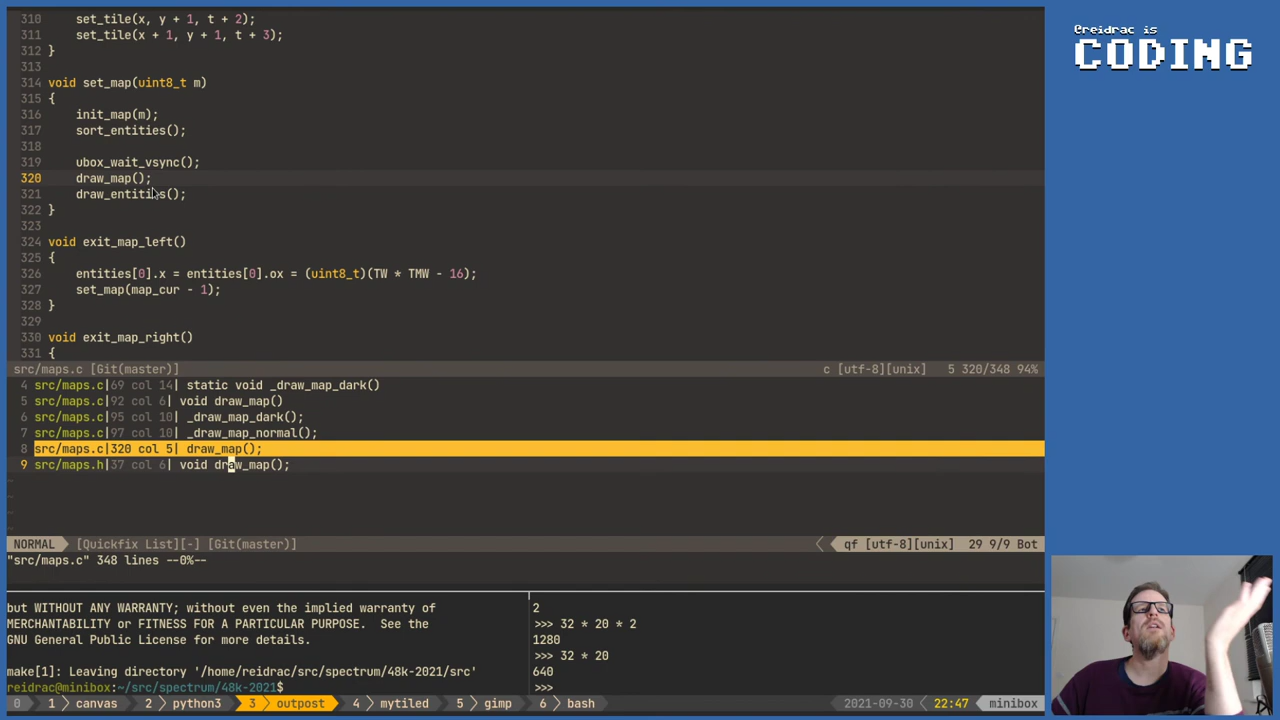 310     set_tile(x, y + 1, t + 2);
311     set_tile(x + 1, y + 1, t + 3);
312 }
313
314 void set_map(uint8_t m)
315 {
316     init_map(m);
317     sort_entities();
318
319     ubox_wait_vsync();
320     draw_map();
321     draw_entities();
322 }
323
324 void exit_map_left()
325 {
326     entities[0].x = entities[0].ox = (uint8_t)(TW * TMW - 16);
327     set_map(map_cur - 1);
328 }
329
330 void exit_map_right()
331 {
src/maps.c [Git(master)] c [utf-8][unix] 5 320/348 94%
4 src/maps.c|69 col 14| static void _draw_map_dark()
5 src/maps.c|92 col 6| void draw_map()
6 src/maps.c|95 col 10| _draw_map_dark();
7 src/maps.c|97 col 10| _draw_map_normal();
8 src/maps.c|320 col 5| draw_map();
9 src/maps.h|37 col 6| void draw_map();
~
~
~
~
NORMAL [Quickfix List][-] [Git(master)] qf [utf-8][unix] 29 9/9 Bot
"src/maps.c" 348 lines --0%--
but WITHOUT ANY WARRANTY; without even the implied warranty of
MERCHANTABILITY or FITNESS FOR A PARTICULAR PURPOSE.  See the
GNU General Public License for more details.
make[1]: Leaving directory '/home/reidrac/src/spectrum/48k-2021/src'
reidrac@minibox:~/src/spectrum/48k-2021$
2
>>> 32 * 20 * 2
1280
>>> 32 * 20
640
>>>
0 1 canvas 2 python3 3 outpost 4 mytiled 5 gimp 6 bash 2021-09-30 22:47 minibox
@reidrac is
CODING